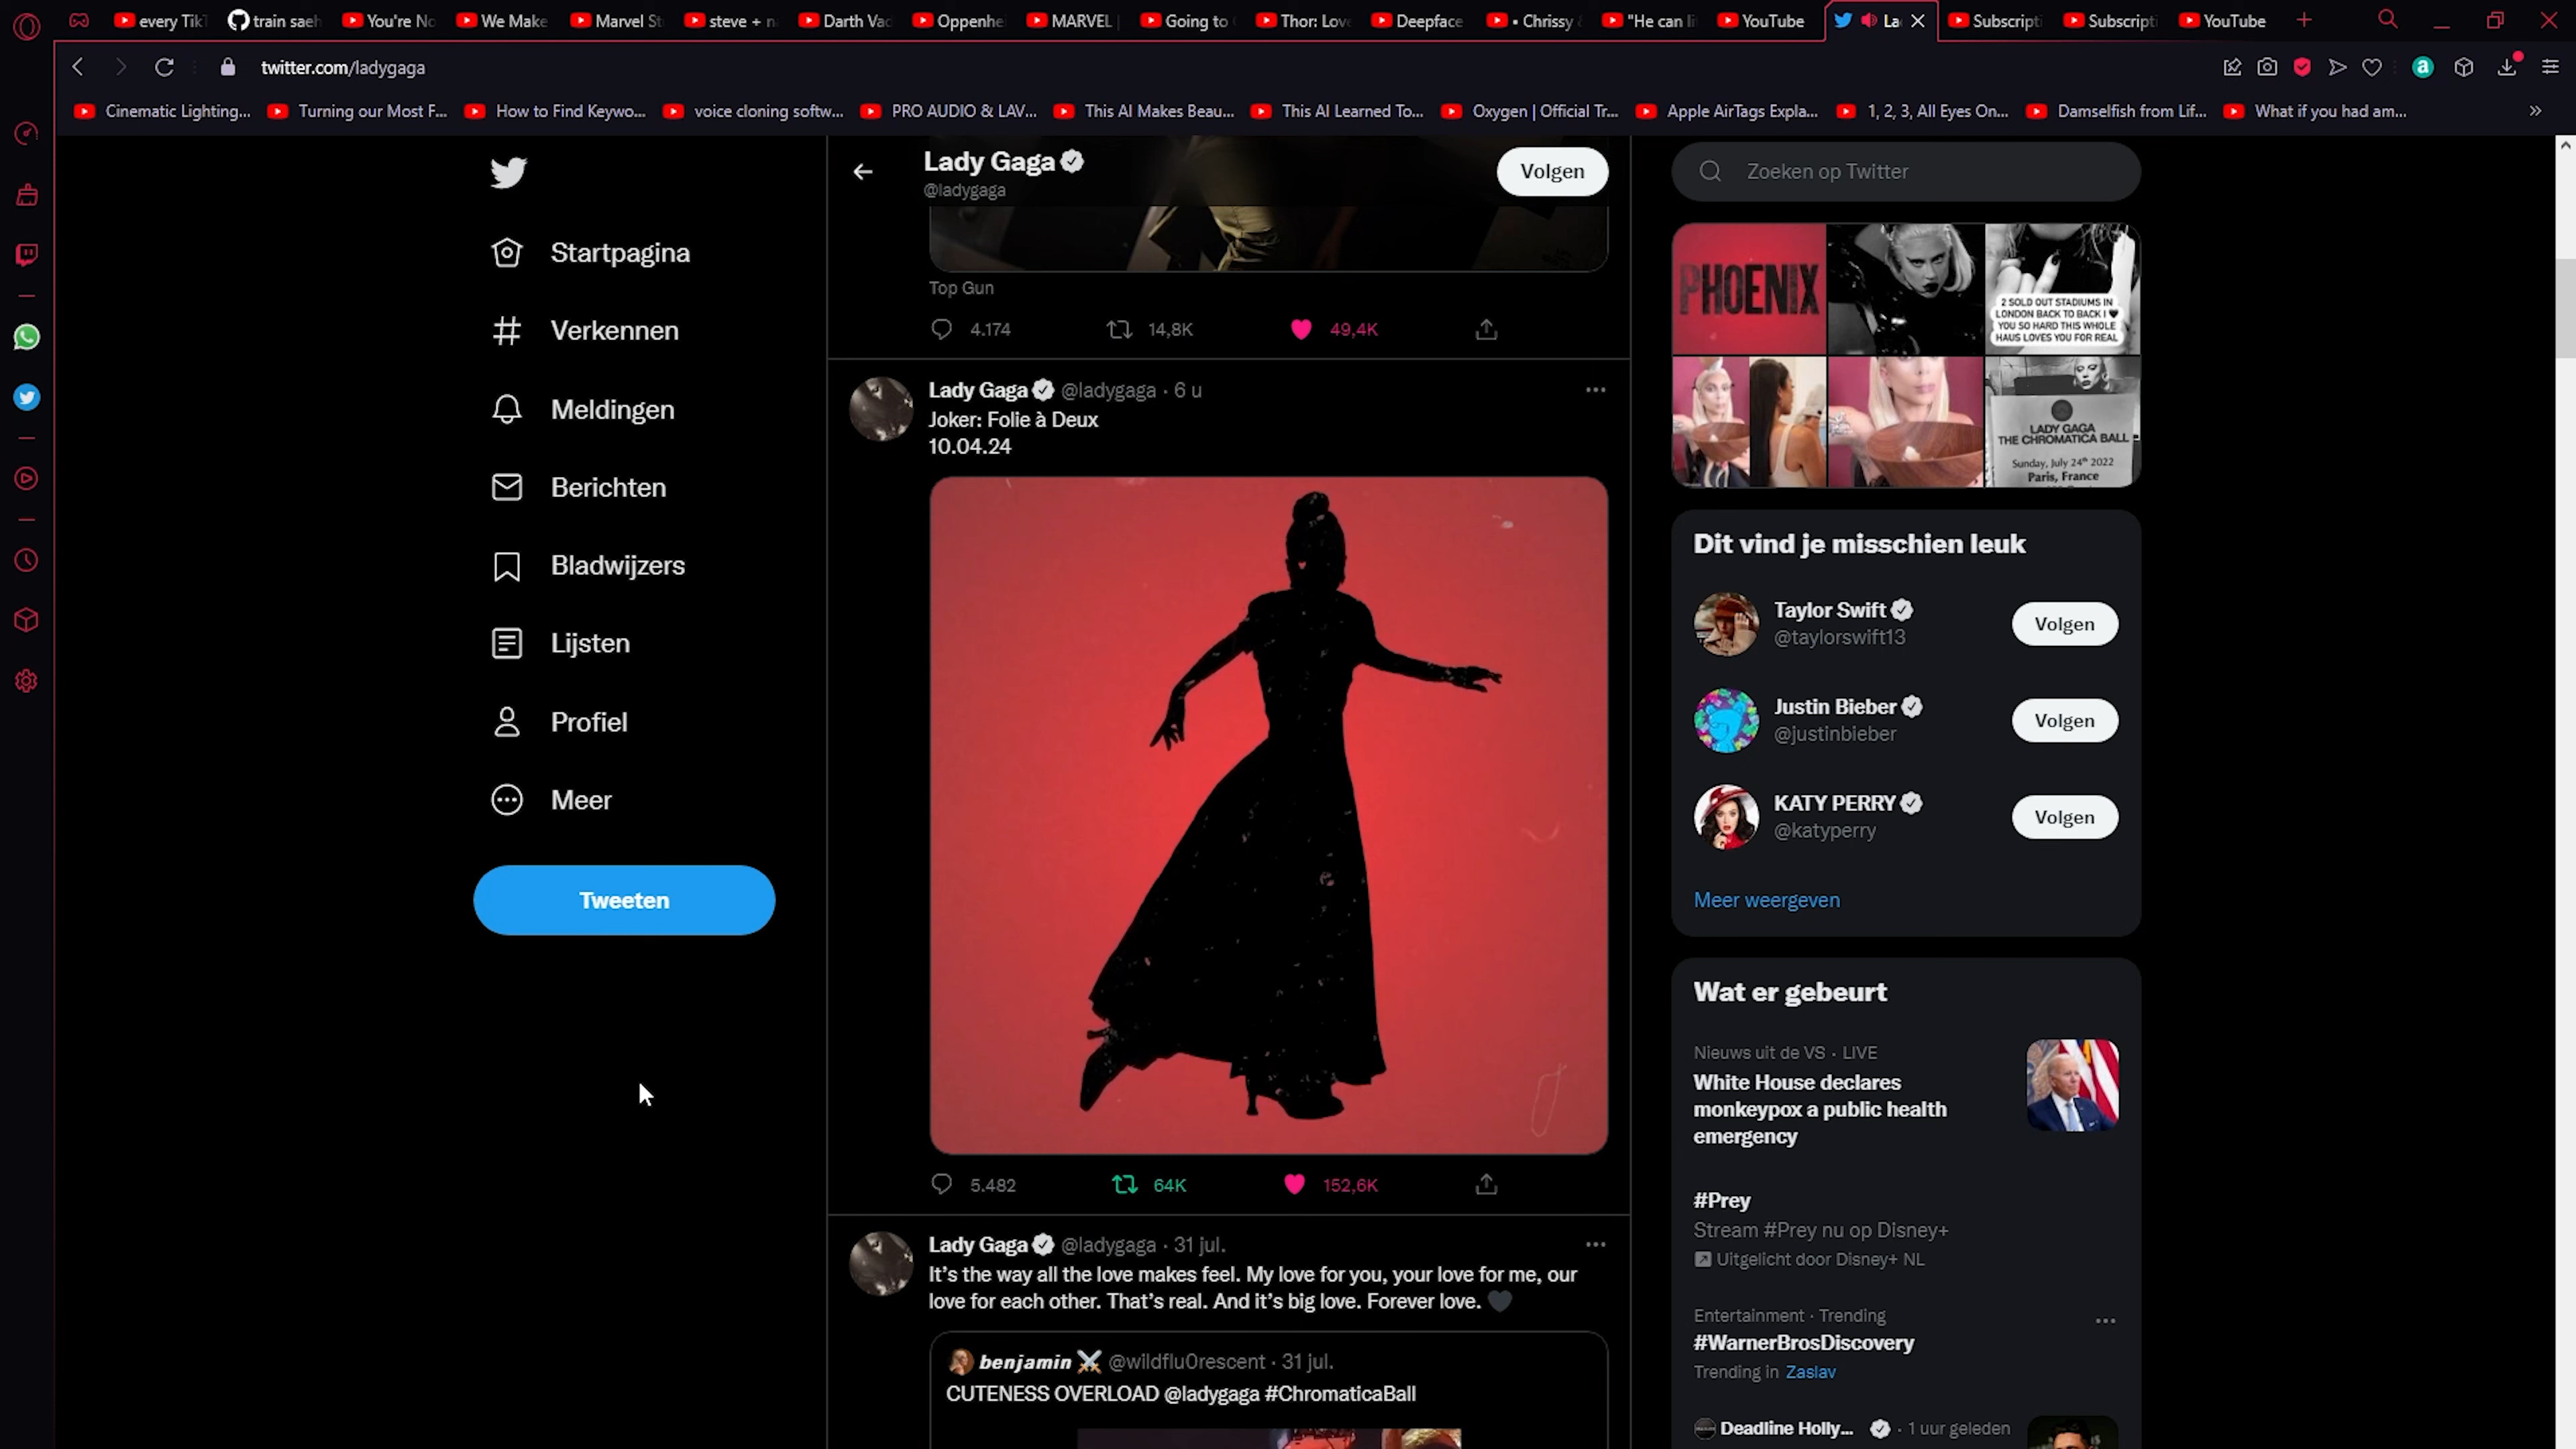 every TikT
train saeh
You're No
We Make
Marvel St
steve + n
Darth Vad
Oppenhe
MARVEL |
Going to
Thor: Love
Deepface
• Chrissy &
"He can li
YouTube
La
Subscripti
Subscripti
YouTube
twitter.com/ladygaga
Cinematic Lighting...
Turning our Most F...
How to Find Keywo...
voice cloning softw...
PRO AUDIO & LAV...
This AI Makes Beau...
This AI Learned To...
Oxygen | Official Tr...
Apple AirTags Expla...
1, 2, 3, All Eyes On...
Damselfish from Lif...
What if you had am...
Startpagina
Verkennen
Meldingen
Berichten
Bladwijzers
Lijsten
Profiel
Meer
Tweeten
Lady Gaga
@ladygaga
Volgen
Top Gun
4.174 14,8K 49,4K
Lady Gaga @ladygaga · 6 u
Joker: Folie à Deux
10.04.24
5.482 64K 152,6K
Lady Gaga @ladygaga · 31 jul.
It's the way all the love makes feel. My love for you, your love for me, our
love for each other. That's real. And it's big love. Forever love. 🖤
benjamin ⚔ @wildflu0rescent · 31 jul.
CUTENESS OVERLOAD @ladygaga #ChromaticaBall
Zoeken op Twitter
PHOENIX
2 SOLD OUT STADIUMS IN
LONDON BACK TO BACK I 🖤
YOU SO HARD THIS WHOLE
HAUS LOVES YOU FOR REAL
LADY GAGA
THE CHROMATICA BALL
Sunday, July 24th 2022
Paris, France
Dit vind je misschien leuk
Taylor Swift
@taylorswift13
Volgen
Justin Bieber
@justinbieber
Volgen
KATY PERRY
@katyperry
Volgen
Meer weergeven
Wat er gebeurt
Nieuws uit de VS · LIVE
White House declares
monkeypox a public health
emergency
#Prey
Stream #Prey nu op Disney+
Uitgelicht door Disney+ NL
Entertainment · Trending
#WarnerBrosDiscovery
Trending in Zaslav
Deadline Holly... · 1 uur geleden